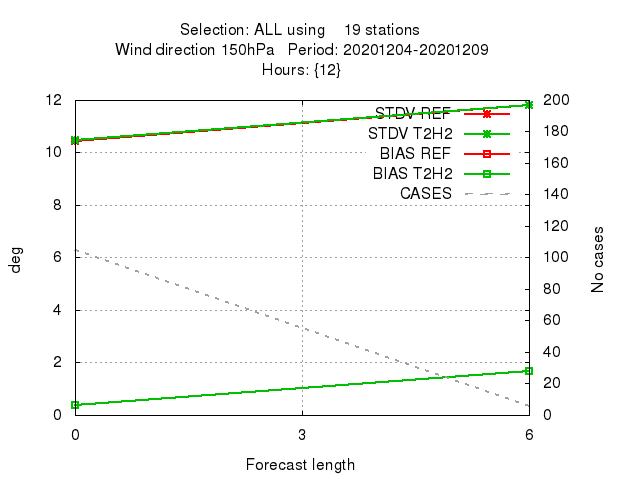 Selection: ALL using 19 stations
Wind direction 150hPa Period: 20201204-20201209
Hours: {12}
12 200
STDV REF
180
STDV T2H2
10 BIAS REF
160
BIAS T2H2
140
CASES
8
120
6 100
80
4
60
40
2
20
0 0
0 3 6
deg
No cases
Forecast length